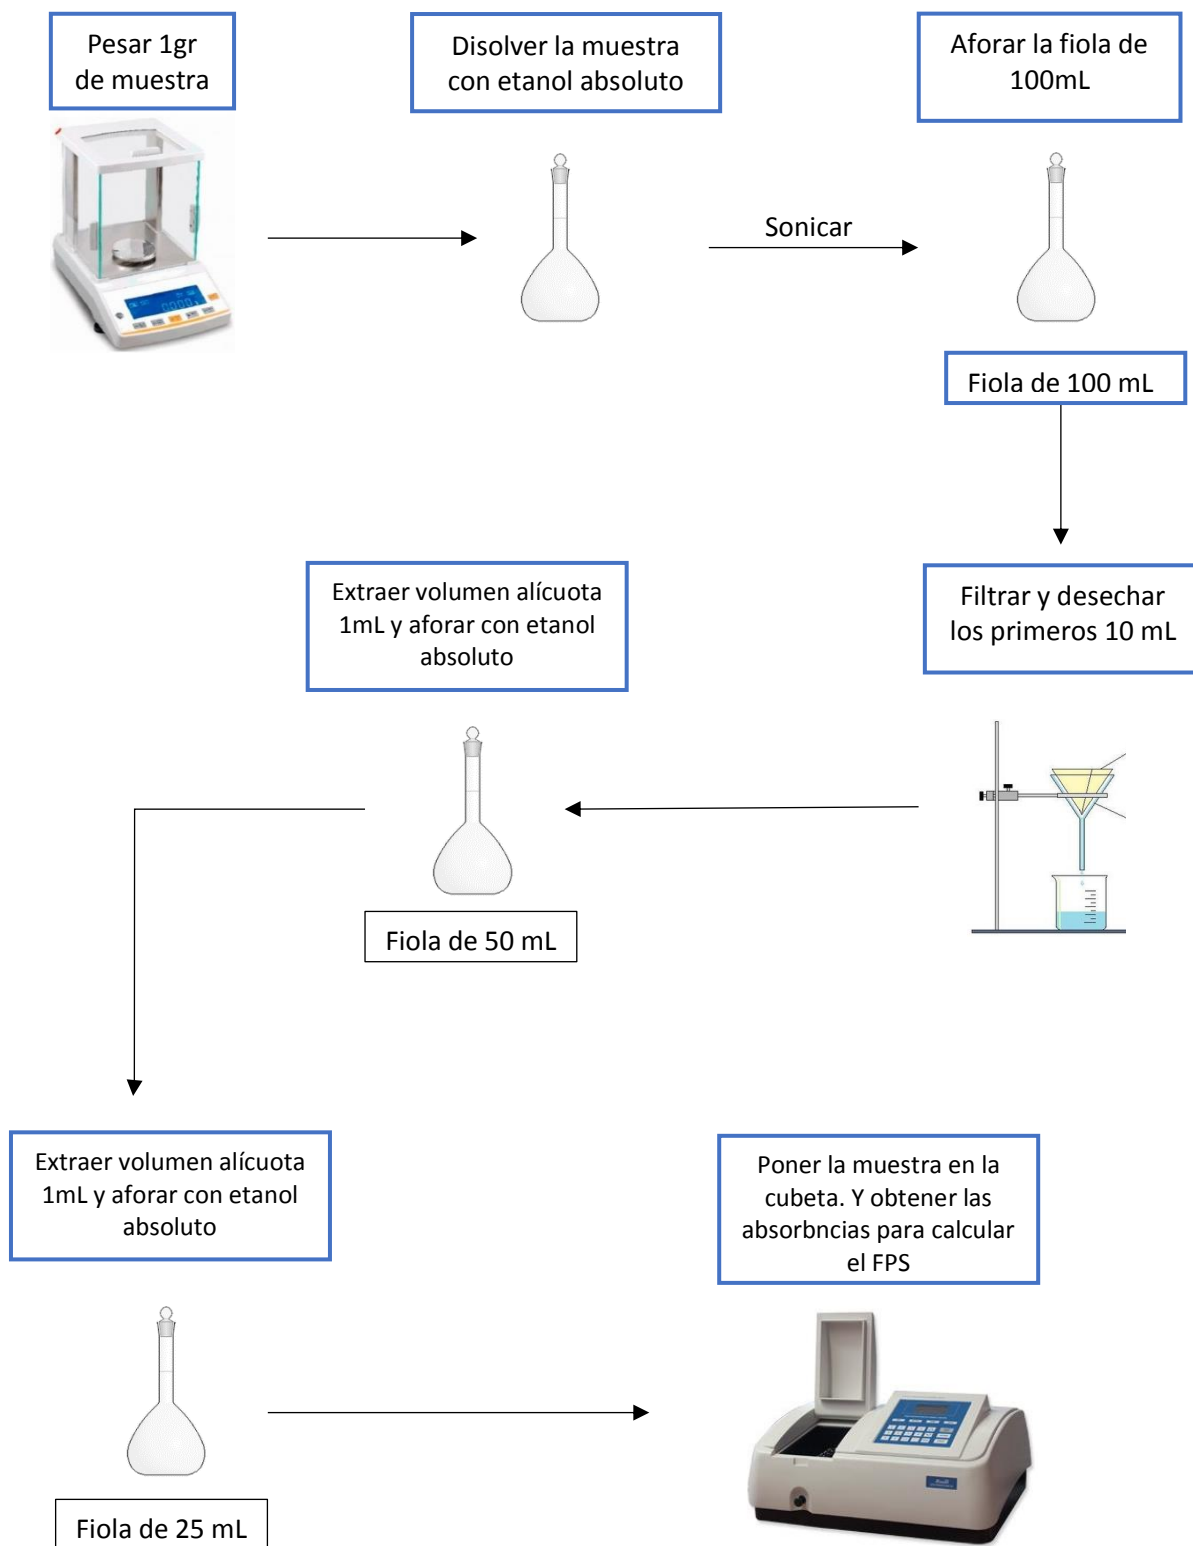 Pesar 1gr
de muestra
Disolver la muestra
con etanol absoluto
Aforar la fiola de
100mL
Sonicar
Fiola de 100 mL
Filtrar y desechar
los primeros 10 mL
Extraer volumen alícuota
1mL y aforar con etanol
absoluto
Fiola de 50 mL
Extraer volumen alícuota
1mL y aforar con etanol
absoluto
Fiola de 25 mL
Poner la muestra en la
cubeta. Y obtener las
absorbncias para calcular
el FPS